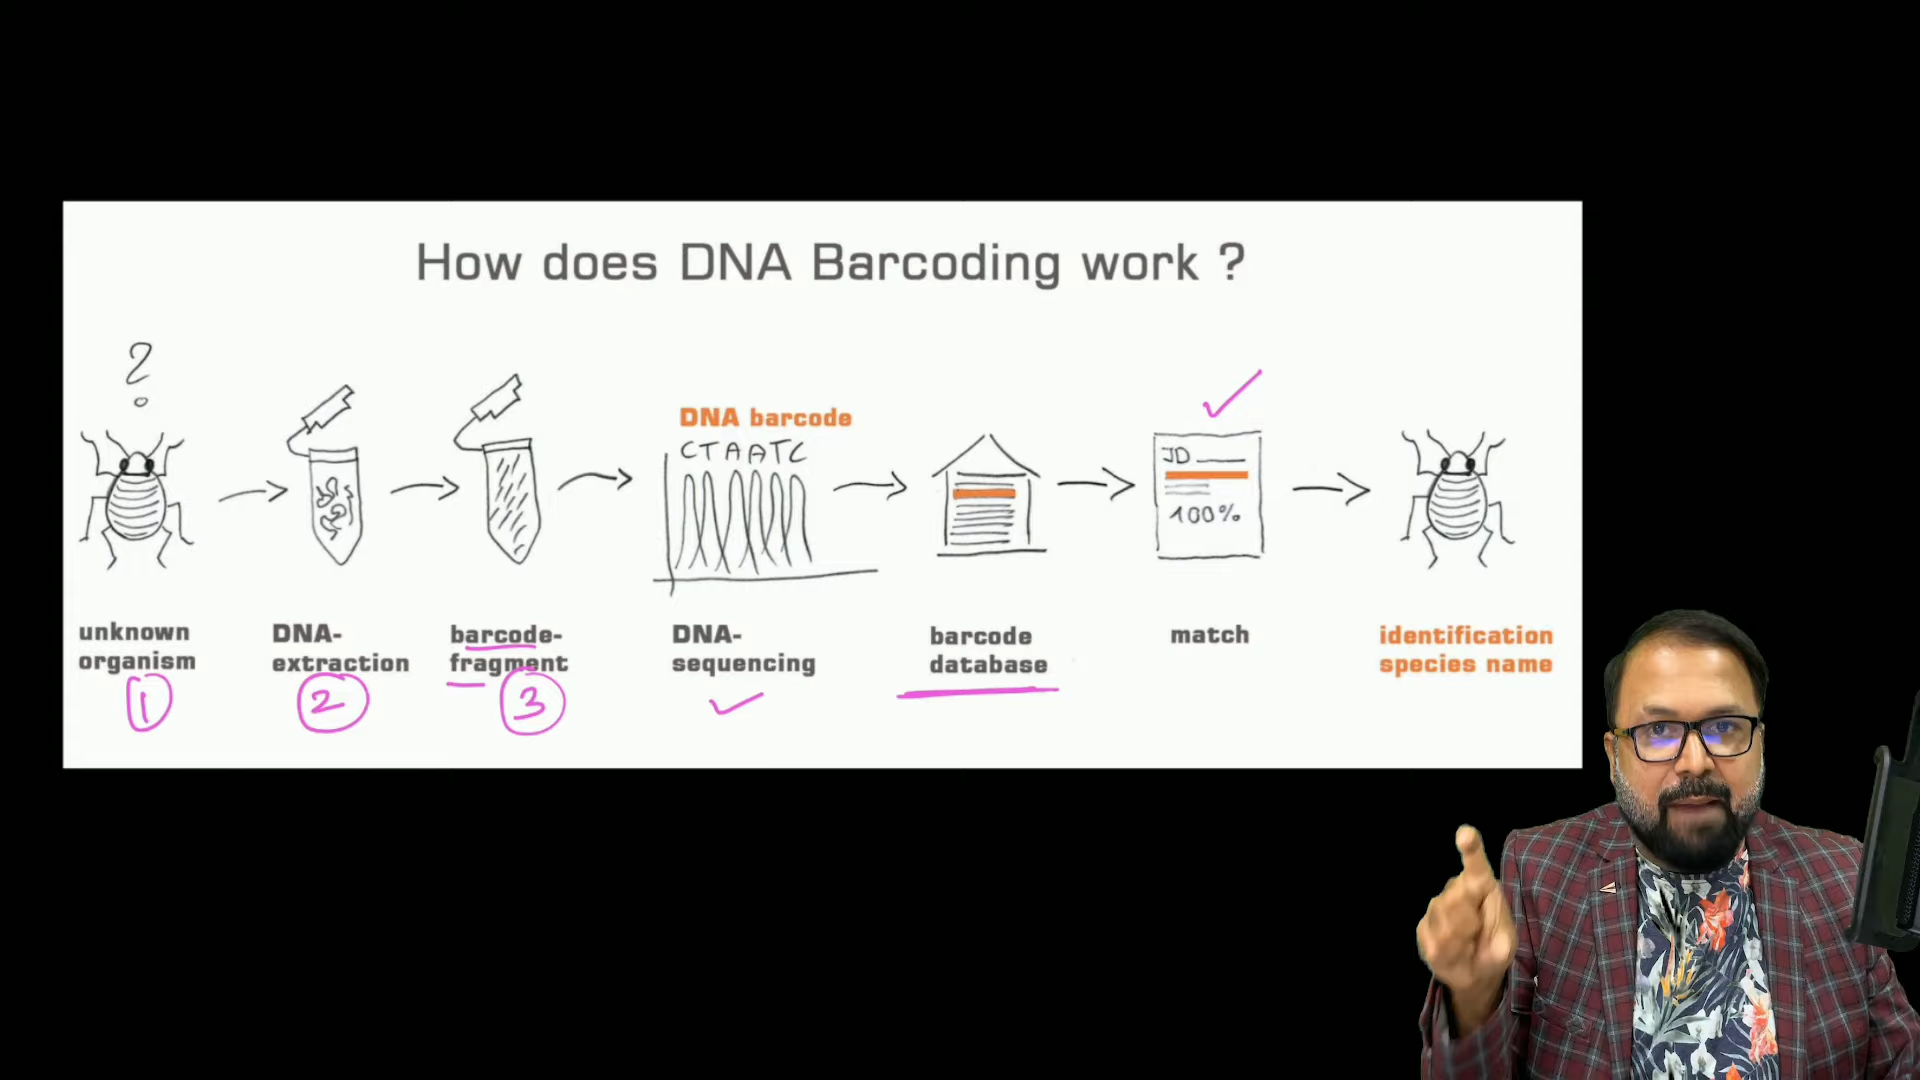 How does DNA Barcoding work ?
?
DNA barcode
CTAATC
JD
100%
unknown
organism
1
DNA-
extraction
2
barcode-
fragment
3
DNA-
sequencing
barcode
database
match
identification
species name